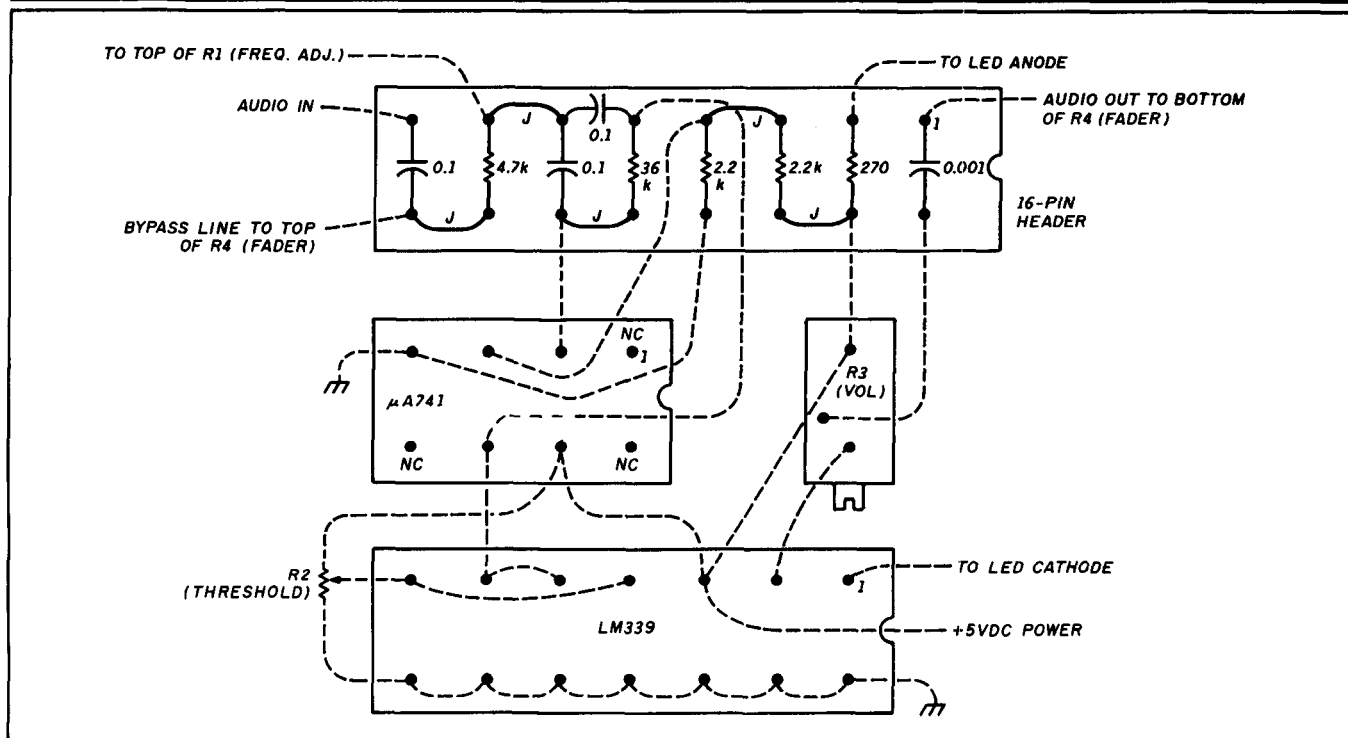 TO TOP OF R1 (FREQ. ADJ.)
TO LED ANODE
AUDIO IN
AUDIO OUT TO BOTTOM
OF R4 (FADER)
J
0.1
J
1
0.1
4.7k
0.1
36
k
2.2
k
2.2k
270
0.001
J
J
J
16-PIN
HEADER
BYPASS LINE TO TOP
OF R4 (FADER)
NC
1
μA741
NC
NC
R3
(VOL)
R2
(THRESHOLD)
1
TO LED CATHODE
LM339
+5VDC POWER